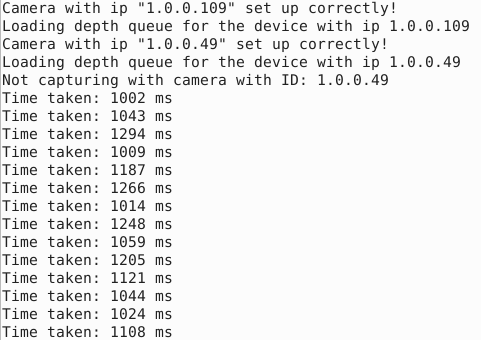 Camera with ip "1.0.0.109" set up correctly!
Loading depth queue for the device with ip 1.0.0.109
Camera with ip "1.0.0.49" set up correctly!
Loading depth queue for the device with ip 1.0.0.49
Not capturing with camera with ID: 1.0.0.49
Time taken: 1002 ms
Time taken: 1043 ms
Time taken: 1294 ms
Time taken: 1009 ms
Time taken: 1187 ms
Time taken: 1266 ms
Time taken: 1014 ms
Time taken: 1248 ms
Time taken: 1059 ms
Time taken: 1205 ms
Time taken: 1121 ms
Time taken: 1044 ms
Time taken: 1024 ms
Time taken: 1108 ms